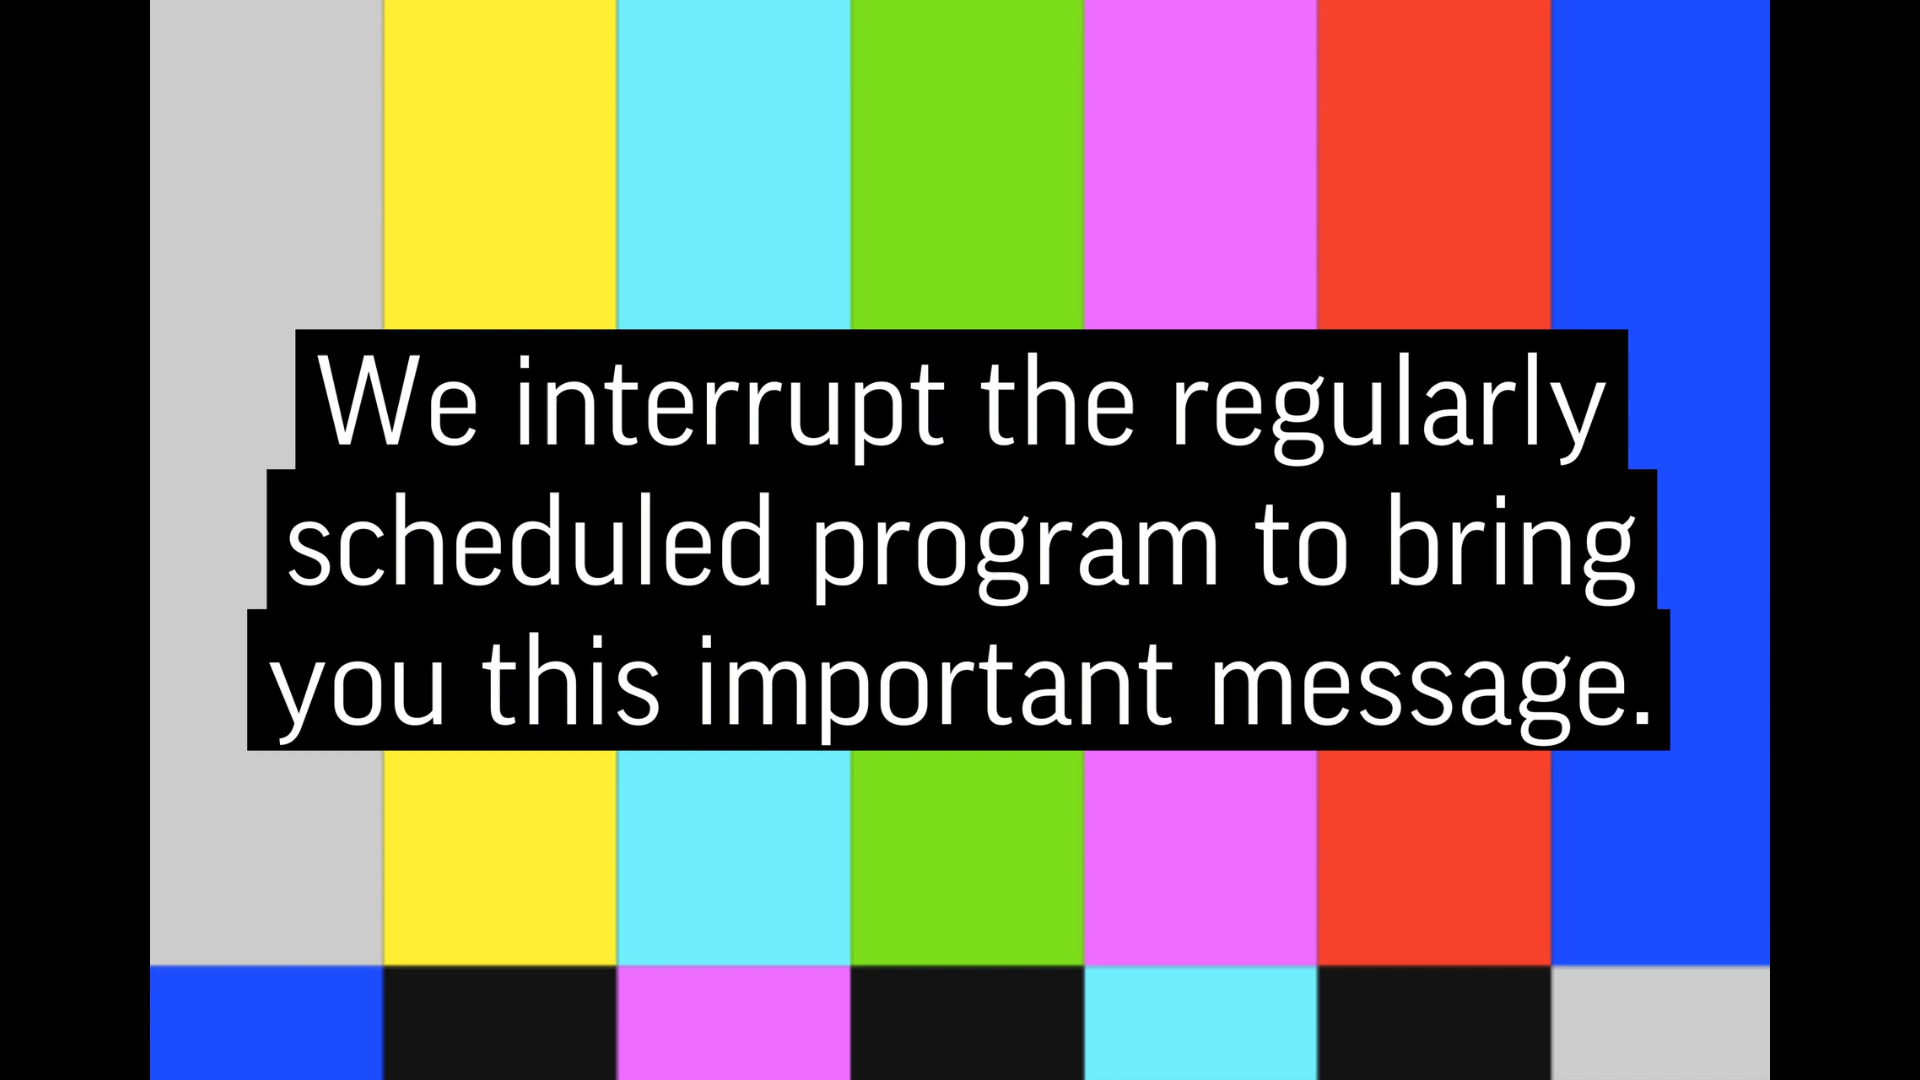 We interrupt the regularly
scheduled program to bring
you this important message.